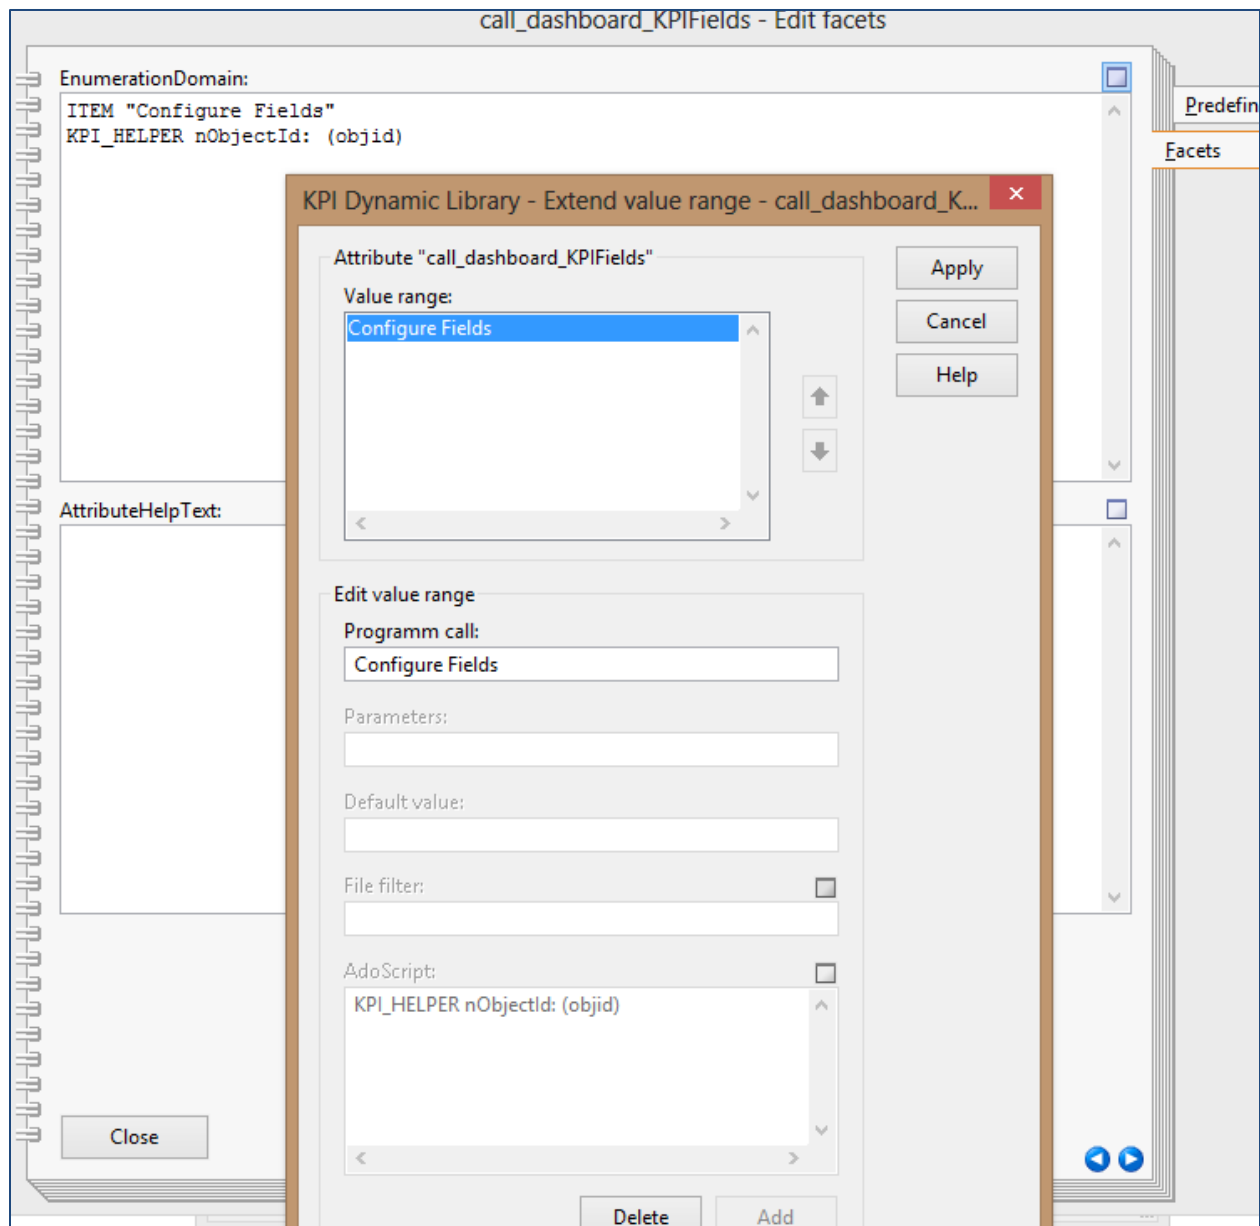 call_dashboard_KPIFields - Edit facets
EnumerationDomain:
ITEM "Configure Fields"
KPI_HELPER nObjectId: (objid)
Facets
KPI Dynamic Library - Extend value range - call_dashboard_K...
Attribute "call_dashboard_KPIFields"
Value range:
Configure Fields
Apply
Cancel
Help
AttributeHelpText:
Edit value range
Programm call:
Configure Fields
Parameters:
Default value:
File filter:
AdoScript:
KPI_HELPER nObjectId: (objid)
Close
Delete
Add